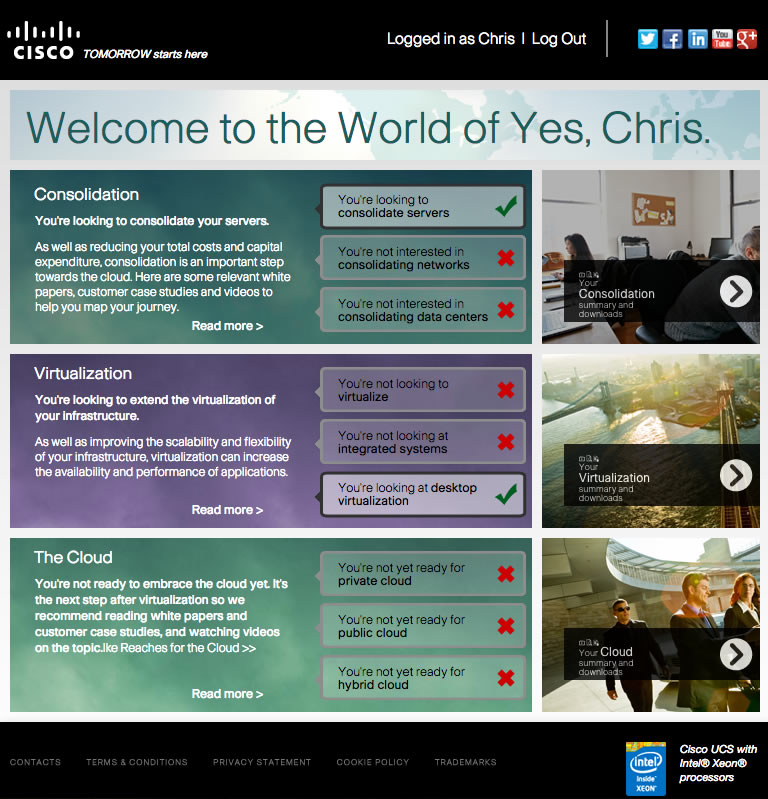 CISCO TOMORROW starts here
Logged in as Chris | Log Out
You Tube
Welcome to the World of Yes, Chris.
Consolidation
You're looking to consolidate your servers.
As well as reducing your total costs and capital
expenditure, consolidation is an important step
towards the cloud. Here are some relevant white
papers, customer case studies and videos to
help you map your journey.
Read more >
You're looking to
consolidate servers
You're not interested in
consolidating networks
You're not interested in
consolidating data centers
Your
Consolidation
summary and
downloads
Virtualization
You're looking to extend the virtualization of
your infrastructure.
As well as improving the scalability and flexibility
of your infrastructure, virtualization can increase
the availability and performance of applications.
Read more >
You're not looking to
virtualize
You're not looking at
integrated systems
You're looking at desktop
virtualization
Your
Virtualization
summary and
downloads
The Cloud
You're not ready to embrace the cloud yet. It's
the next step after virtualization so we
recommend reading white papers and
customer case studies, and watching videos
on the topic.lke Reaches for the Cloud >>
Read more >
You're not yet ready for
private cloud
You're not yet ready for
public cloud
You're not yet ready for
hybrid cloud
Your Cloud
summary and
downloads
CONTACTS TERMS & CONDITIONS PRIVACY STATEMENT COOKIE POLICY TRADEMARKS
intel
inside
XEON
Cisco UCS with
Intel® Xeon®
processors